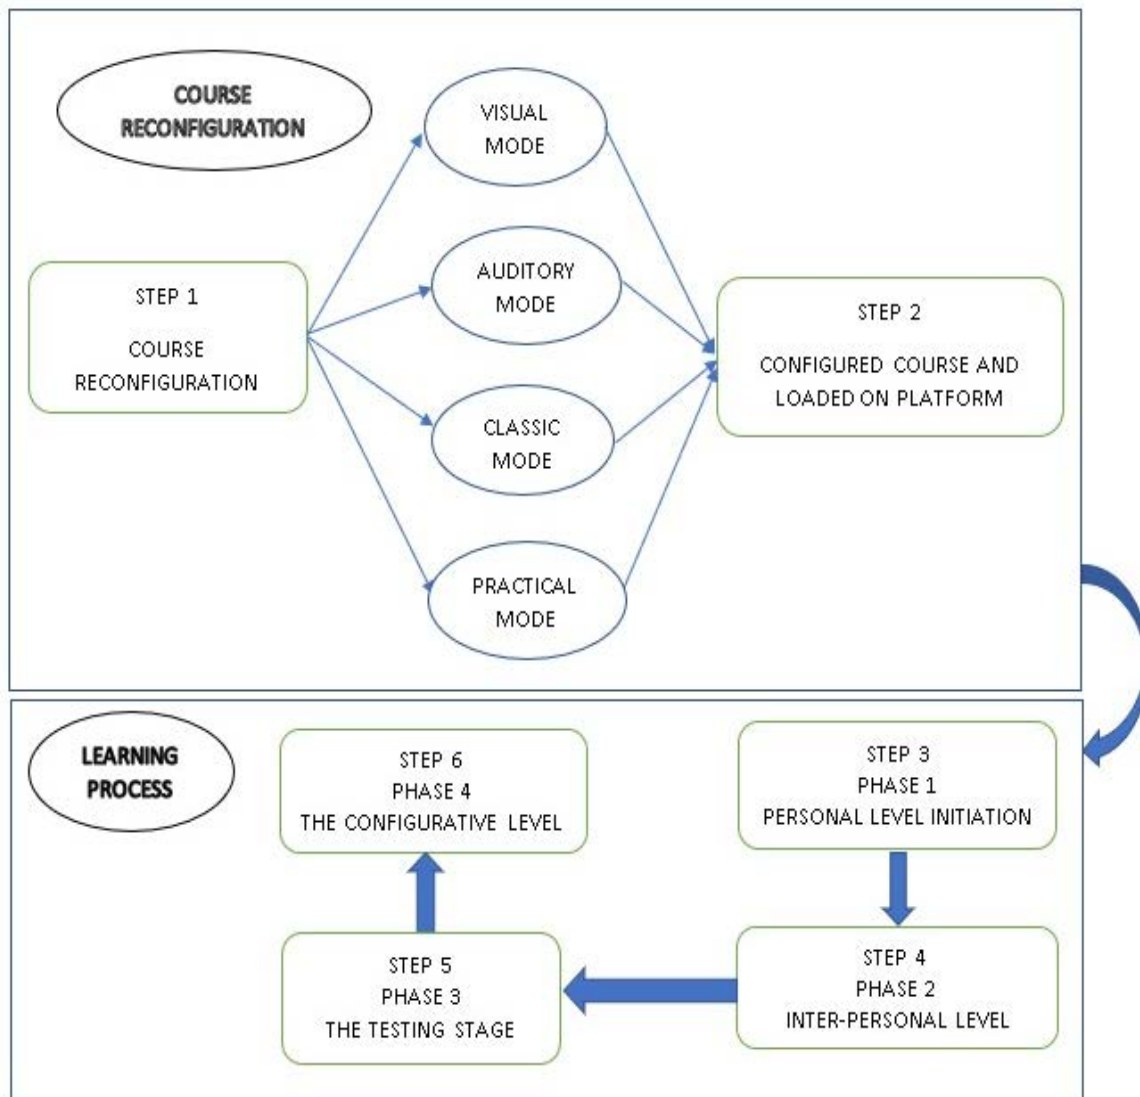 COURSE
RECONFIGURATION
VISUAL
MODE
AUDITORY
MODE
STEP 1
COURSE
RECONFIGURATION
STEP 2
CONFIGURED COURSE AND
LOADED ON PLATFORM
CLASSIC
MODE
PRACTICAL
MODE
LEARNING
PROCESS
STEP 3
PHASE 1
PERSONAL LEVEL INITIATION
STEP 4
PHASE 2
INTER-PERSONAL LEVEL
STEP 5
PHASE 3
THE TESTING STAGE
STEP 6
PHASE 4
THE CONFIGURATIVE LEVEL